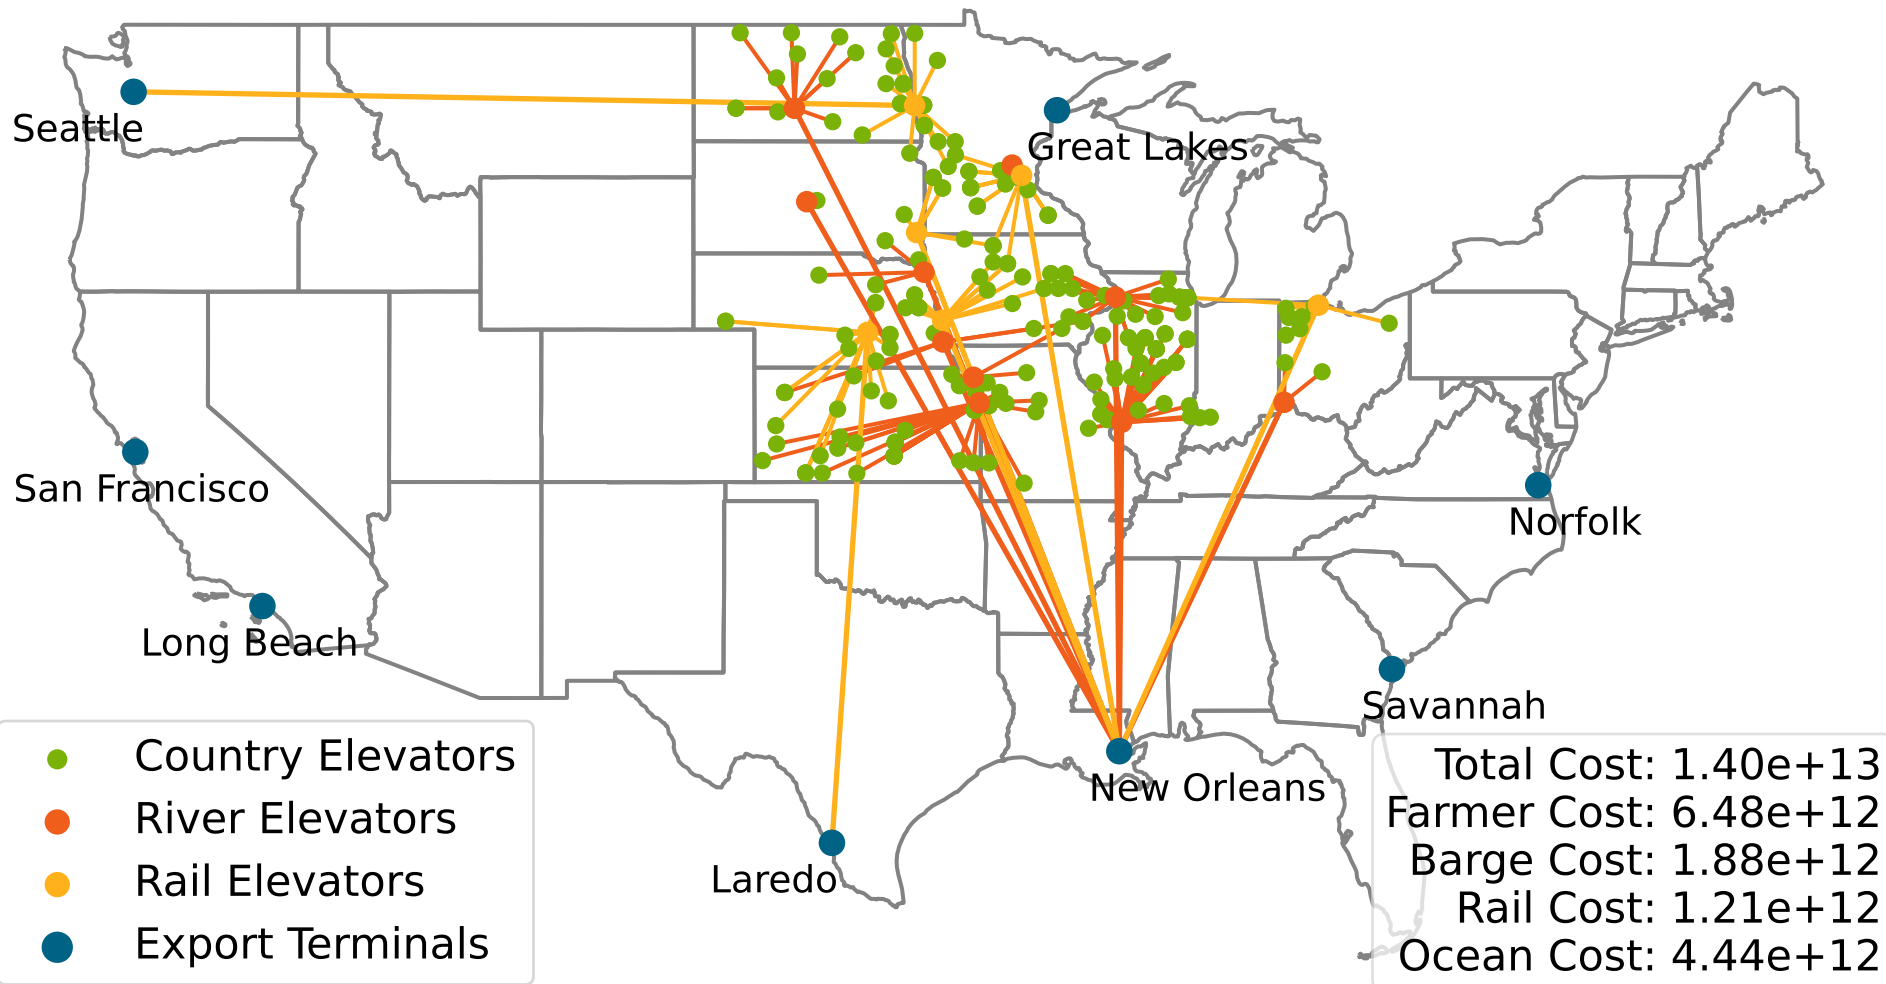 Seattle
Great Lakes
San Francisco
Norfolk
Long Beach
Savannah
New Orleans
Laredo
Country Elevators
River Elevators
Rail Elevators
Export Terminals
Total Cost: 1.40e+13
Farmer Cost: 6.48e+12
Barge Cost: 1.88e+12
Rail Cost: 1.21e+12
Ocean Cost: 4.44e+12